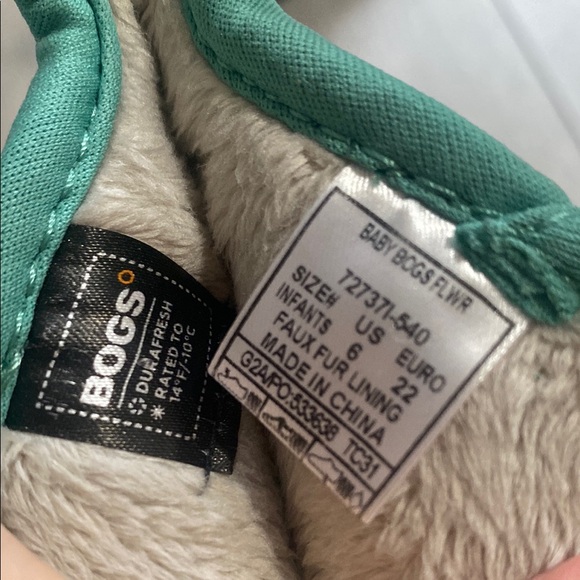 BOGS°
DURAFRESH
RATED TO
14°F/-10°C
BABY BOGS FLWR
72737I-540
SIZE# US EURO
INFANTS 6 22
FAUX FUR LINING
MADE IN CHINA
G2A/PO:533638 TC31